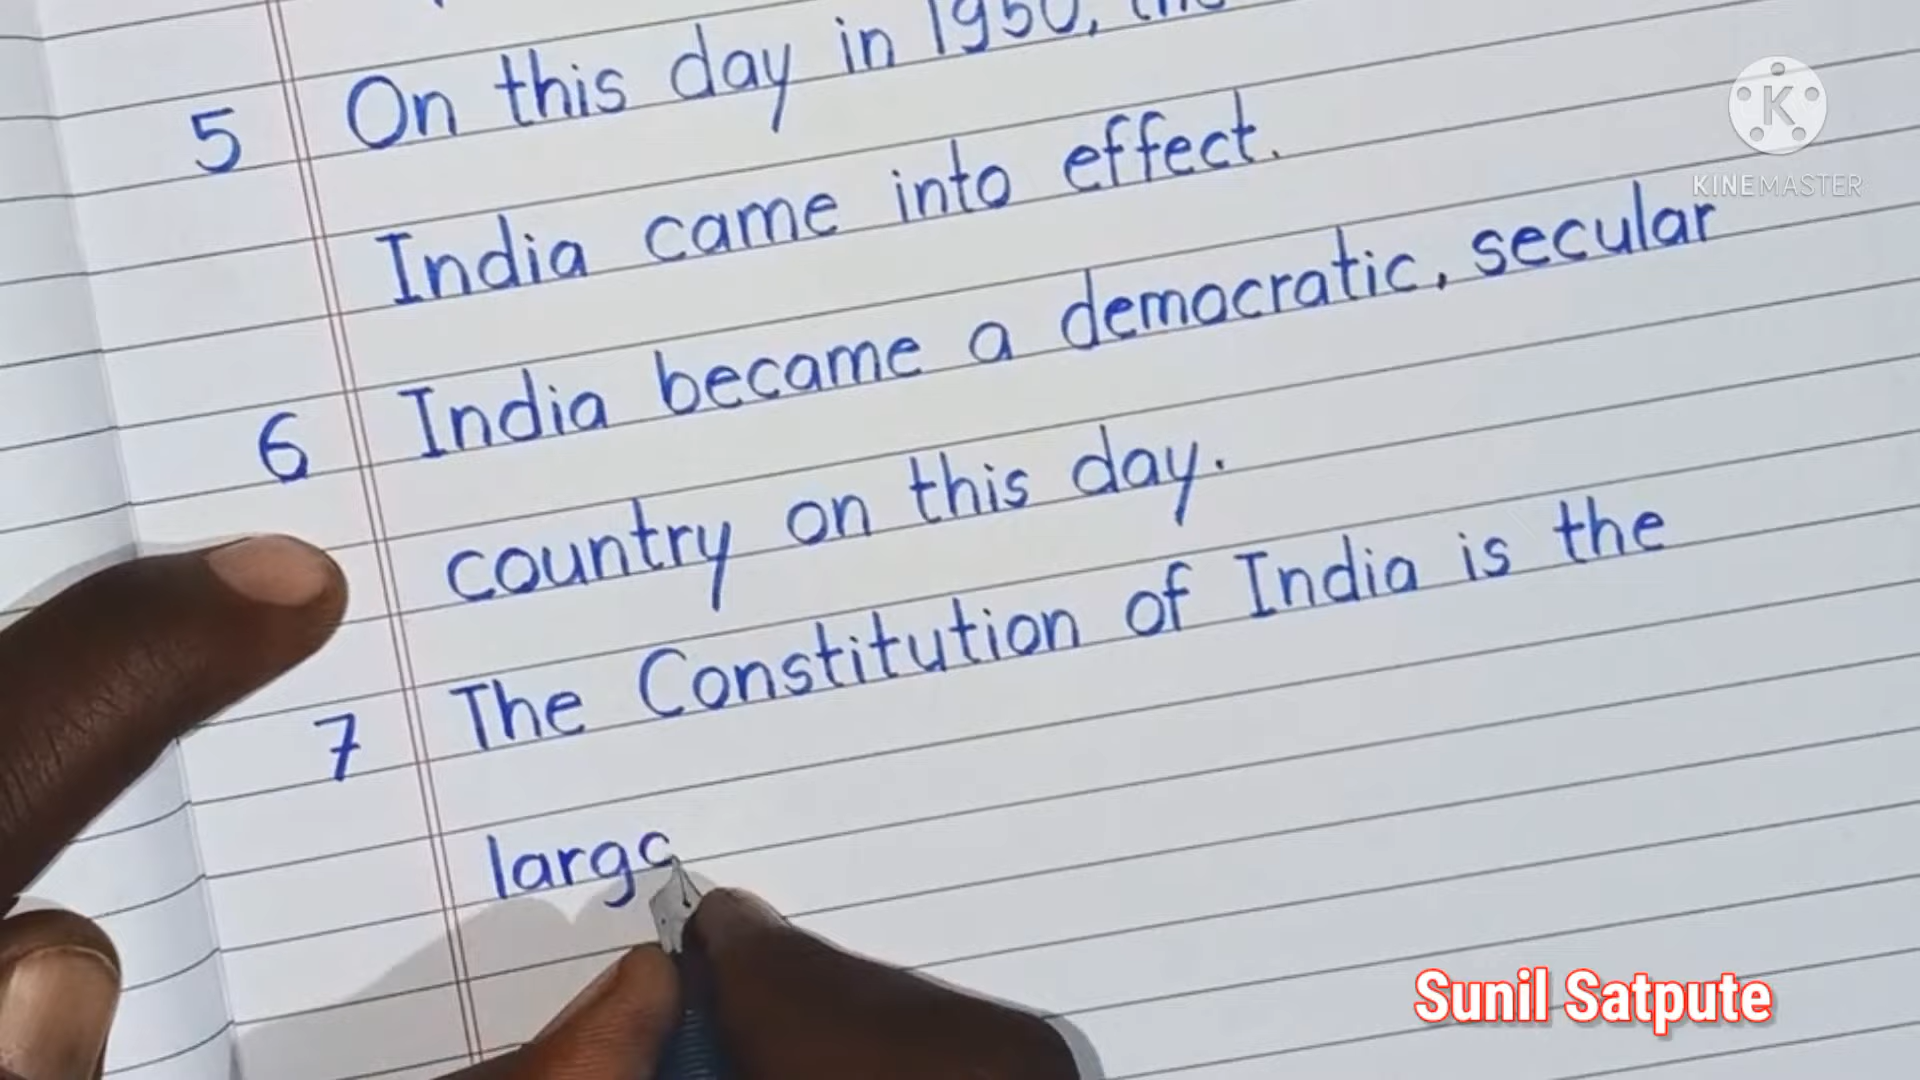 5 On this day in 1950, the
India came into effect.
6 India became a democratic, secular
country on this day.
7 The Constitution of India is the
larg
KINEMASTER
Sunil Satpute